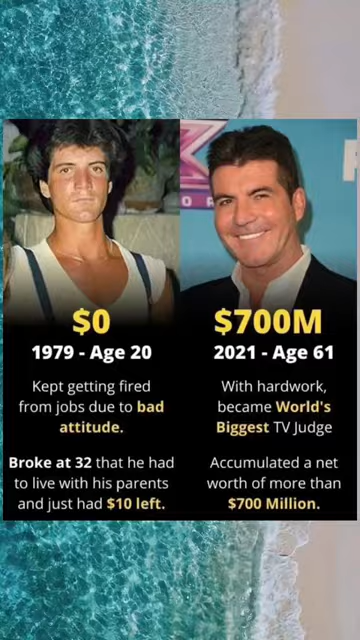 X
O R
F
$0
1979 - Age 20
Kept getting fired
from jobs due to bad
attitude.
Broke at 32 that he had
to live with his parents
and just had $10 left.
$700M
2021 - Age 61
With hardwork,
became World's
Biggest TV Judge
Accumulated a net
worth of more than
$700 Million.